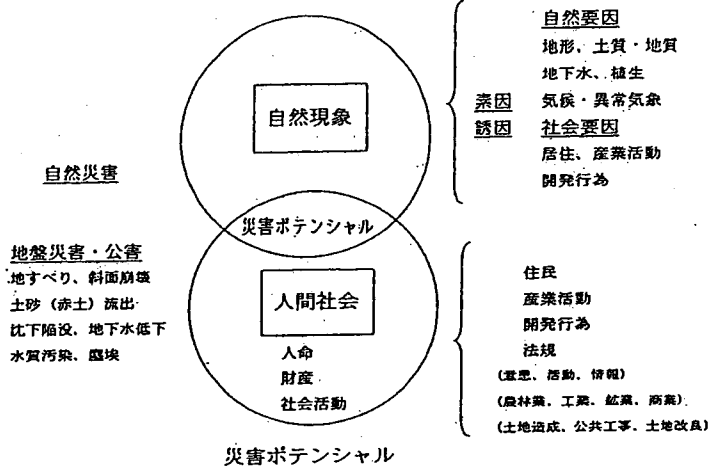 自然要因
地形、土質・地質
地下水、植生
素因 気候・異常気象
誘因 社会要因
居住、産業活動
開発行為
自然現象
自然災害
災害ポテンシャル
地盤災害・公害
地すべり、斜面崩壊
土砂（赤土）流出
沈下陥没、地下水低下
水質汚染、塵埃
人間社会
人命
財産
社会活動
住民
産業活動
開発行為
法規
(意思、活動、情報)
(農林業、工業、鉱業、商業)
(土地造成、公共工事、土地改良)
災害ポテンシャル